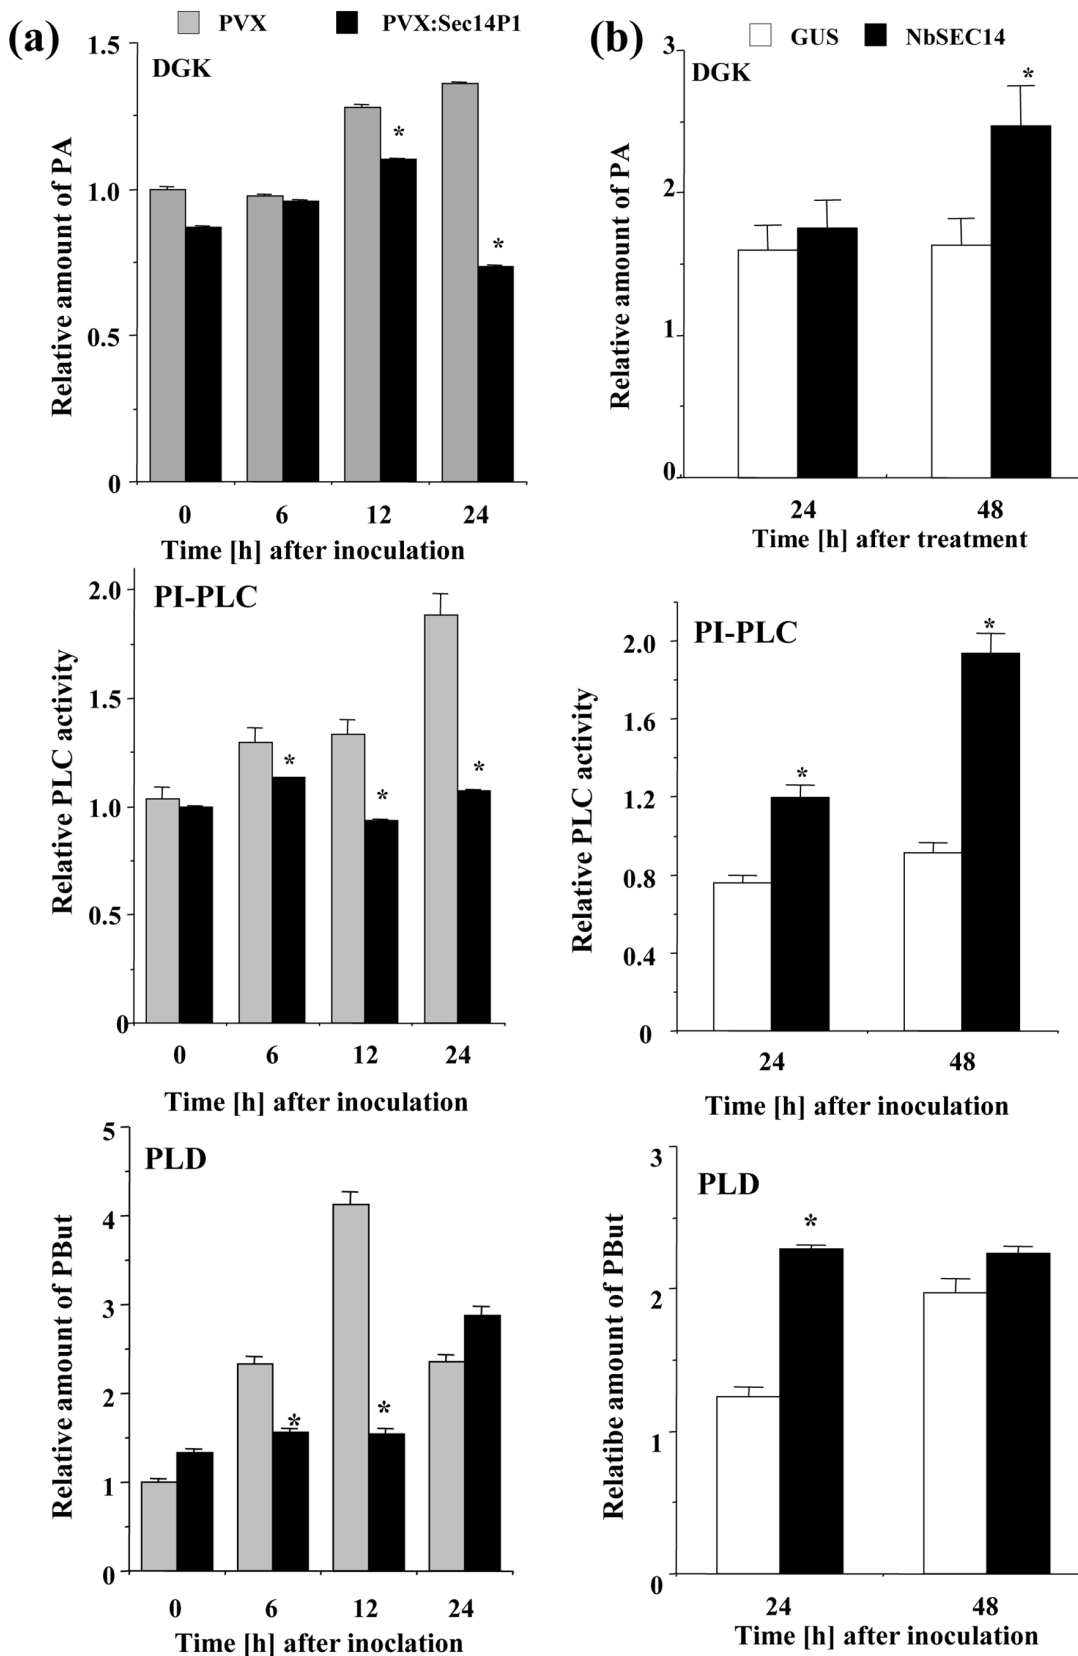 (a)
PVX
PVX:Sec14P1
DGK
Relative amount of PA
1.5
1.0
0.5
0
0 6 12 24
Time [h] after inoculation
PI-PLC
Relative PLC activity
2.0
1.5
1.0
0.5
0
0 6 12 24
Time [h] after inoculation
PLD
Relative amount of PBut
5
4
3
2
1
0
0 6 12 24
Time [h] after inoclation
(b)
GUS
NbSEC14
DGK
Relative amount of PA
3
2
1
0
24 48
Time [h] after treatment
PI-PLC
Relative PLC activity
2.0
1.6
1.2
0.8
0.4
0
24 48
Time [h] after inoculation
PLD
Relatibe amount of PBut
3
2
1
0
24 48
Time [h] after inoculation
* * * * * * * * * * *